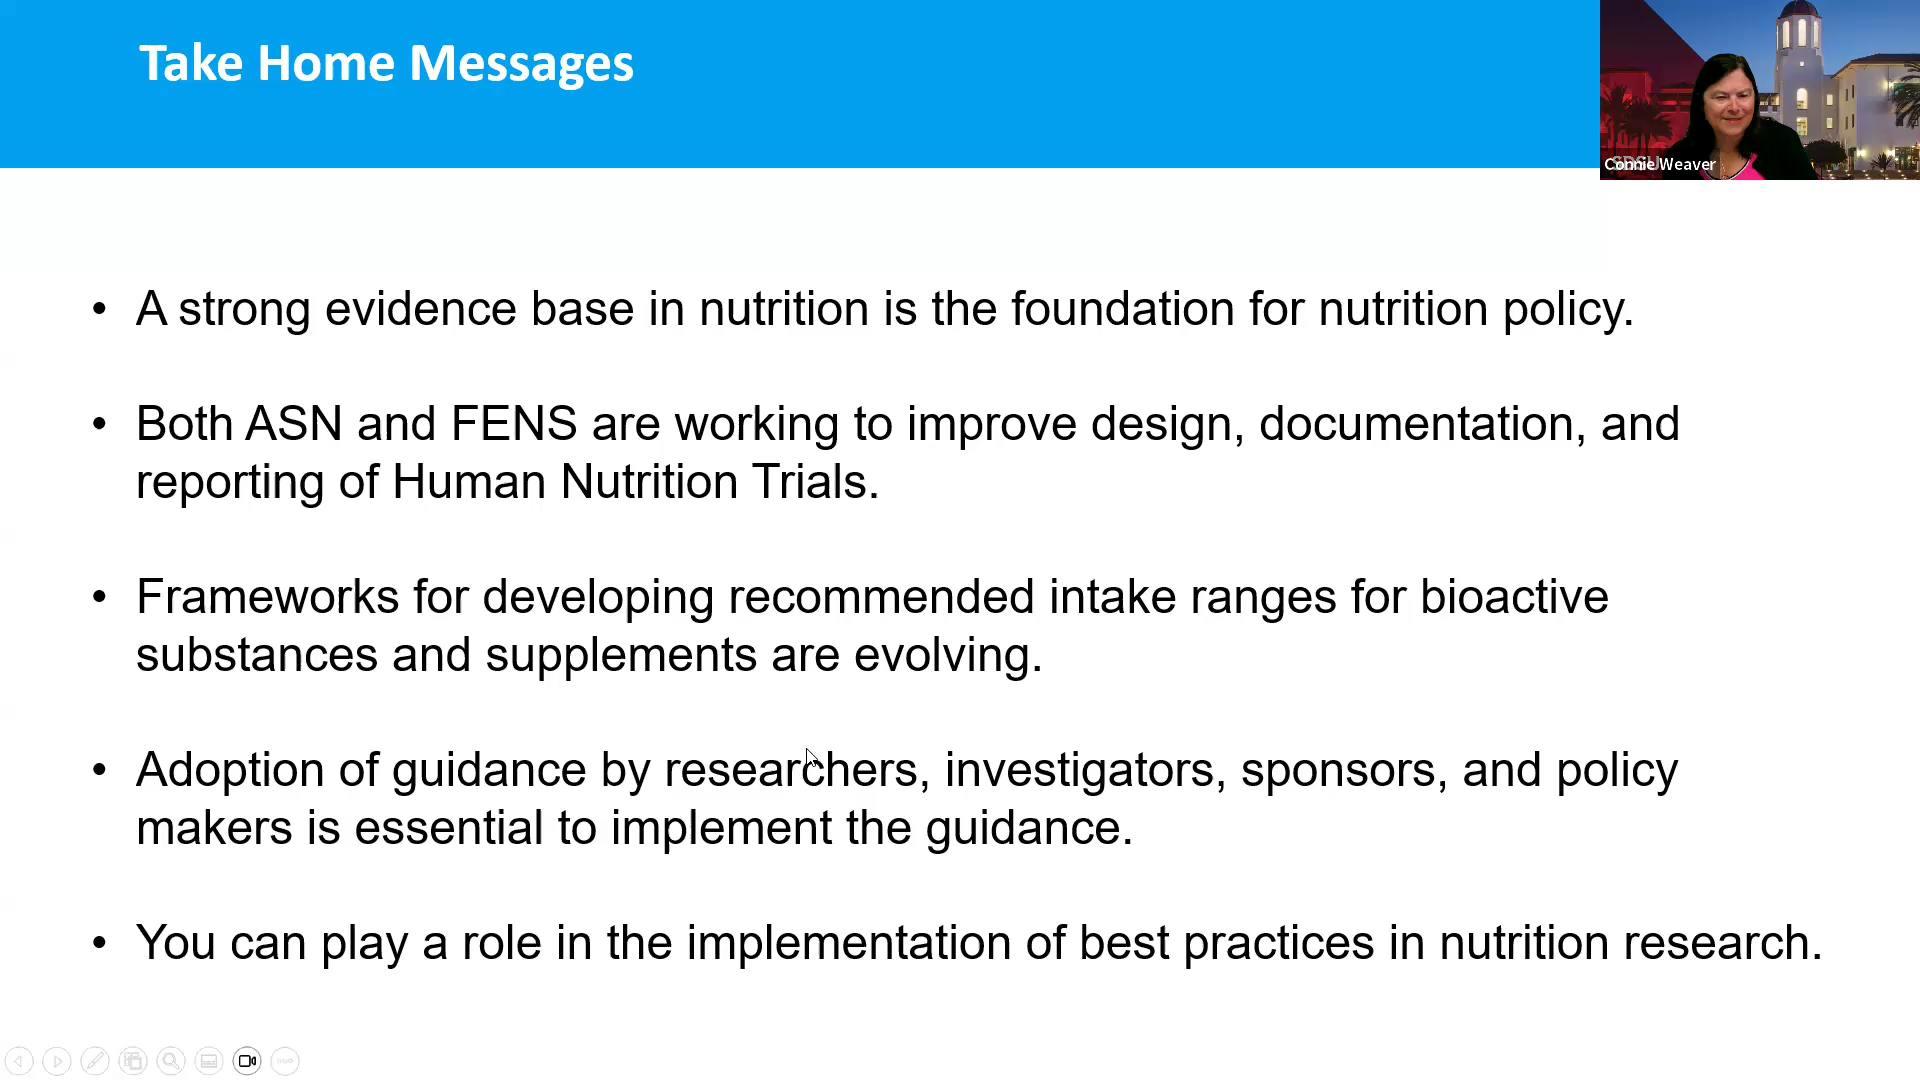 Take Home Messages
SDSU
Connie Weaver
• A strong evidence base in nutrition is the foundation for nutrition policy.
• Both ASN and FENS are working to improve design, documentation, and
reporting of Human Nutrition Trials.
• Frameworks for developing recommended intake ranges for bioactive
substances and supplements are evolving.
• Adoption of guidance by researchers, investigators, sponsors, and policy
makers is essential to implement the guidance.
• You can play a role in the implementation of best practices in nutrition research.